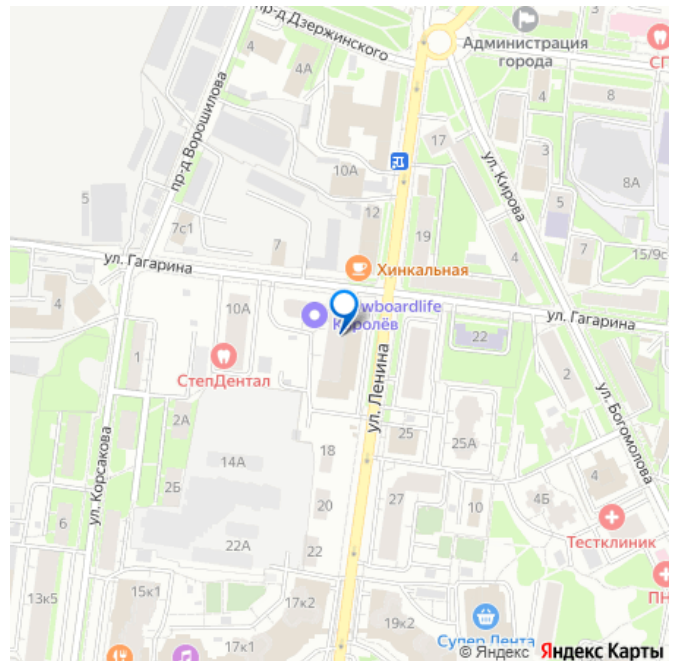 пр-д Дзержинского
Администрация
города
4
4А
17
4
8
СГ
пр-д Ворошилова
10А
3
8А
ул. Кирова
5
7с1
7
12
19
4
5
15/9с
ул. Гагарина
Хинкальная
4
10А
wboardlife
Королёв
ул. Гагарина
22
1
СтепДентал
ул. Ленина
2
ул. Богомолова
2А
25
25А
18
14А
2Б
4
ул. Корсакова
27
4Б
6
20
10
Тестклиник
22А
22
13к5
15к1
17к2
19к2
ПН
17к1
Супер Лента
© Яндекс Яндекс Карты